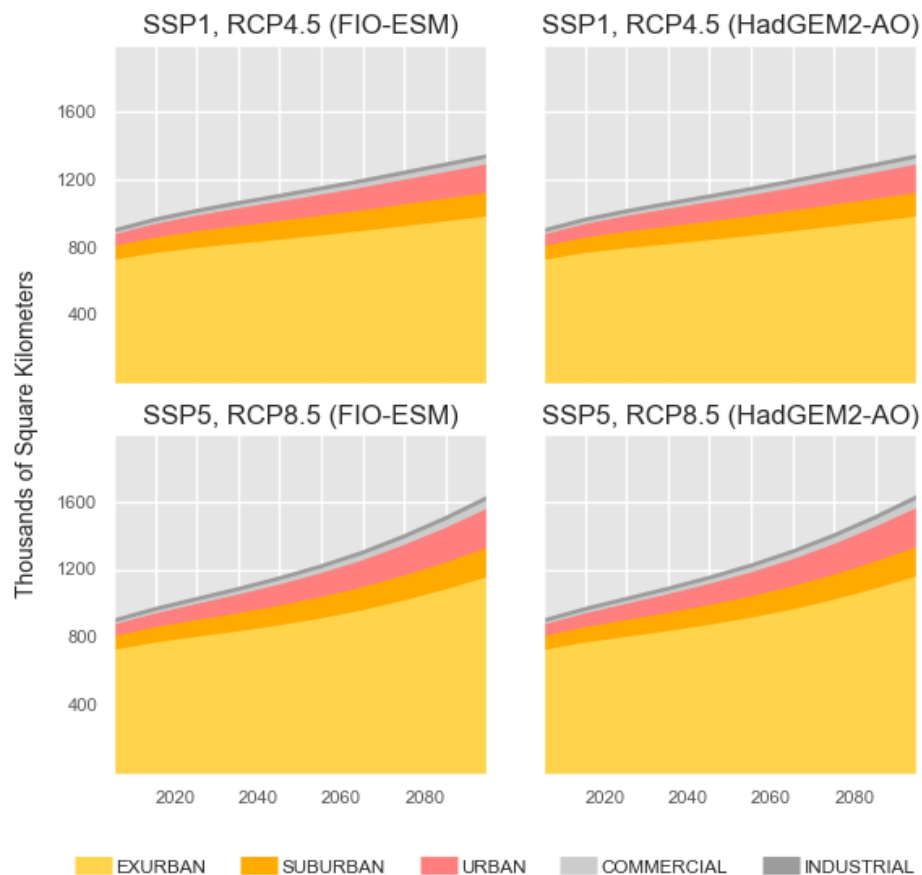 SSP1, RCP4.5 (FIO-ESM)
SSP1, RCP4.5 (HadGEM2-AO)
1600
1200
800
400
Thousands of Square Kilometers
SSP5, RCP8.5 (FIO-ESM)
SSP5, RCP8.5 (HadGEM2-AO)
1600
1200
800
400
2020 2040 2060 2080
2020 2040 2060 2080
EXURBAN SUBURBAN URBAN COMMERCIAL INDUSTRIAL